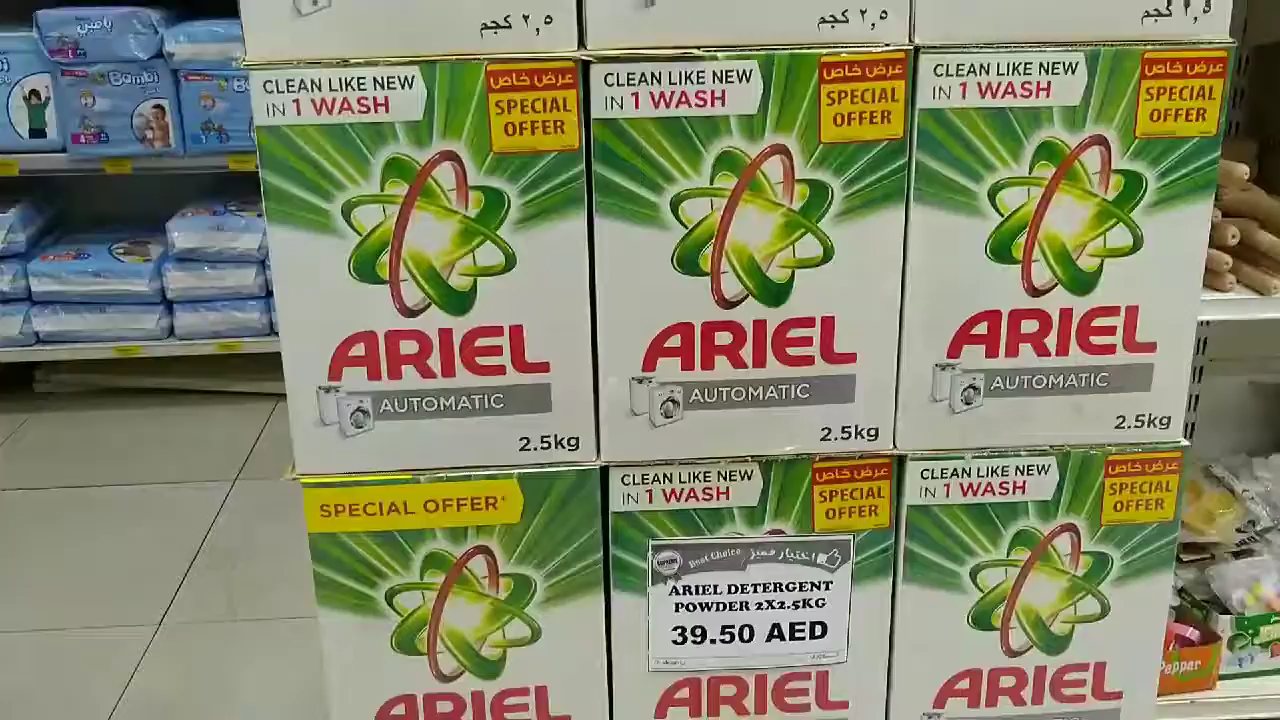 ٢,٥ كجم
٢,٥ كجم
كجم
بامبي
Bambi
CLEAN LIKE NEW
IN 1 WASH
عرض خاص
SPECIAL
OFFER
ARIEL
AUTOMATIC
2.5kg
CLEAN LIKE NEW
IN 1 WASH
عرض خاص
SPECIAL
OFFER
ARIEL
AUTOMATIC
2.5kg
CLEAN LIKE NEW
IN 1 WASH
عرض خاص
SPECIAL
OFFER
ARIEL
AUTOMATIC
2.5kg
SPECIAL OFFER*
ARIEL
CLEAN LIKE NEW
IN 1 WASH
عرض خاص
SPECIAL
OFFER
Best Choice اختيار مميز
ARIEL DETERGENT
POWDER 2X2.5KG
39.50 AED
ARIEL
CLEAN LIKE NEW
IN 1 WASH
عرض خاص
SPECIAL
OFFER
ARIEL
Pepper